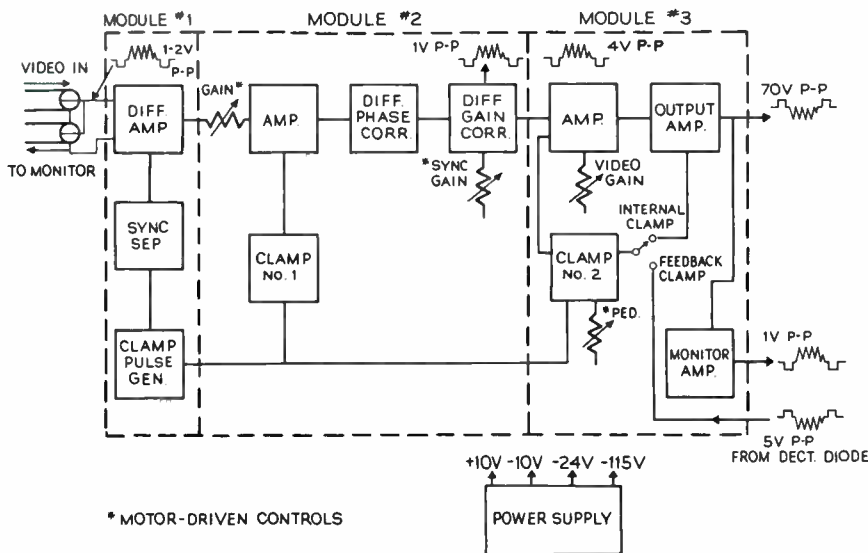 MODULE #1
MODULE #2
MODULE #3
VIDEO IN
1-2V
P-P
1V P-P
4V P-P
70V P-P
GAIN*
DIFF.
AMP.
AMP.
DIFF.
PHASE
CORR.
DIFF
GAIN
CORR.
AMP.
OUTPUT
AMP.
TO MONITOR
*SYNC
GAIN
VIDEO
GAIN
INTERNAL
CLAMP
SYNC
SEP.
CLAMP
No. 1
CLAMP
No. 2
FEEDBACK
CLAMP
*PED.
CLAMP
PULSE
GEN.
MONITOR
AMP.
1V P-P
5V P-P
FROM DECT. DIODE
+10V -10V -24V -115V
POWER SUPPLY
* MOTOR-DRIVEN CONTROLS